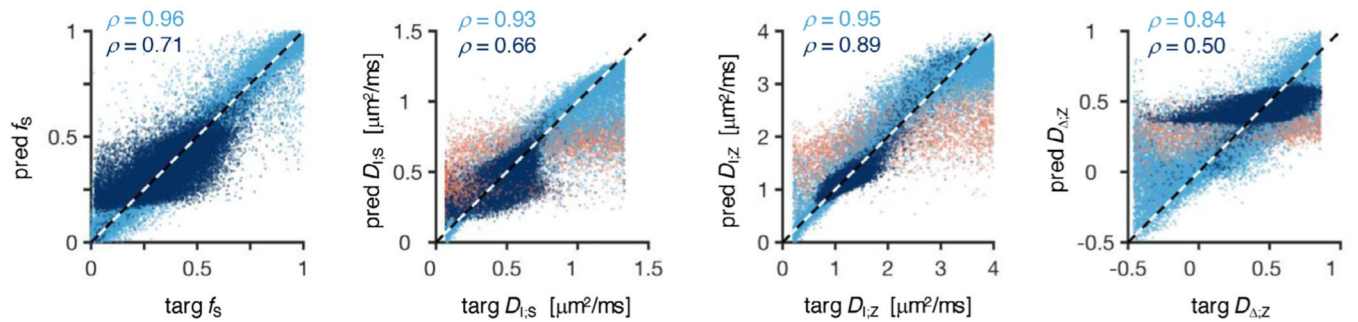 ρ = 0.96
ρ = 0.71
1
0.5
0
0
0.5
1
pred fS
targ fS
ρ = 0.93
ρ = 0.66
1.5
1
0.5
0
0
0.5
1
1.5
pred DI;S [μm²/ms]
targ DI;S [μm²/ms]
ρ = 0.95
ρ = 0.89
4
3
2
1
0
0
1
2
3
4
pred DI;Z [μm²/ms]
targ DI;Z [μm²/ms]
ρ = 0.84
ρ = 0.50
1
0.5
0
-0.5
-0.5
0
0.5
1
pred DΔ;Z
targ DΔ;Z